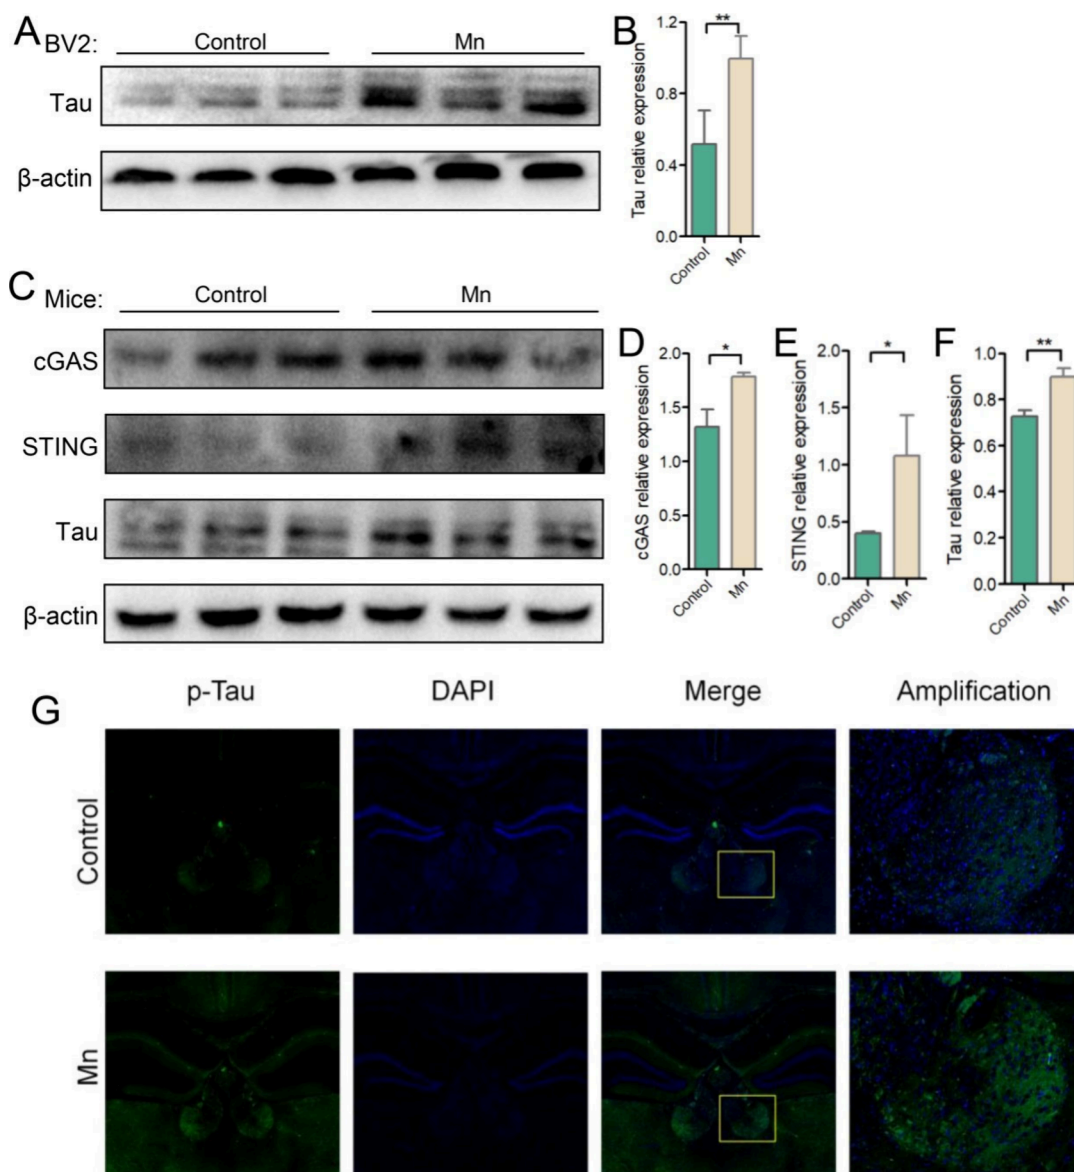 A
BV2:
Control
Mn
Tau
β-actin
B
Tau relative expression
1.2
0.8
0.4
0.0
**
Control
Mn
C
Mice:
Control
Mn
cGAS
STING
Tau
β-actin
D
cGAS relative expression
2.0
1.5
1.0
0.5
0.0
*
Control
Mn
E
STING relative expression
2.0
1.5
1.0
0.5
0.0
*
Control
Mn
F
Tau relative expression
1.0
0.8
0.6
0.4
0.2
0.0
**
Control
Mn
G
p-Tau
DAPI
Merge
Amplification
Control
Mn